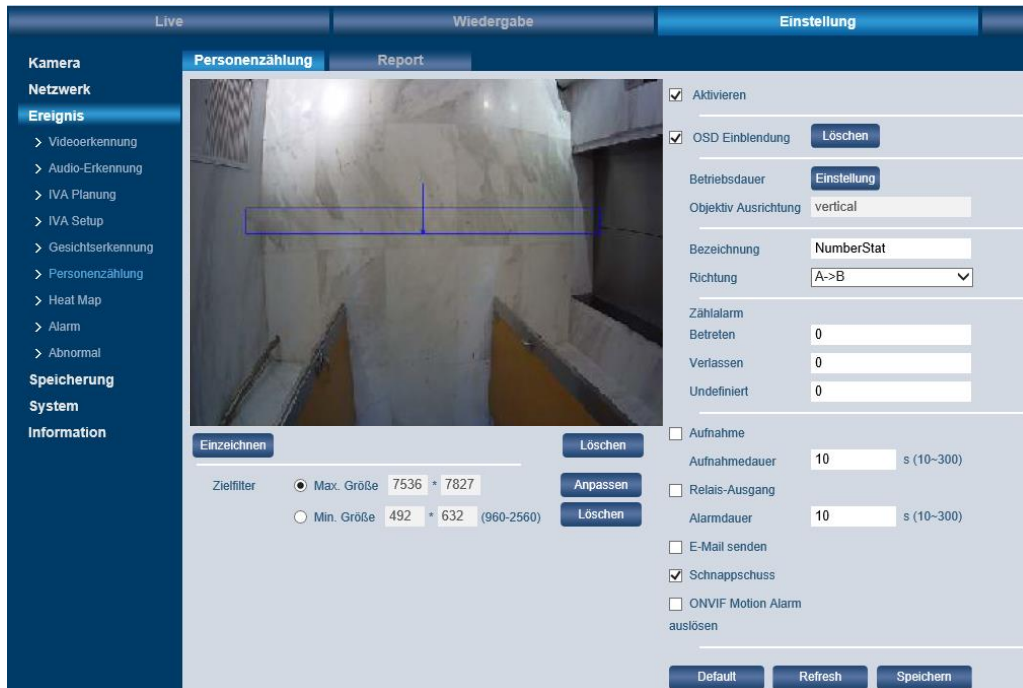 Live Wiedergabe Einstellung
Kamera
Netzwerk
Ereignis
> Videoerkennung
> Audio-Erkennung
> IVA Planung
> IVA Setup
> Gesichtserkennung
> Personenzählung
> Heat Map
> Alarm
> Abnormal
Speicherung
System
Information
Personenzählung Report
Einzeichnen Löschen
Zielfilter Max. Größe 7536 * 7827 Anpassen
Min. Größe 492 * 632 (960-2560) Löschen
Aktivieren
OSD Einblendung Löschen
Betriebsdauer Einstellung
Objektiv Ausrichtung vertical
Bezeichnung NumberStat
Richtung A->B
Zählalarm
Betreten 0
Verlassen 0
Undefiniert 0
Aufnahme
Aufnahmedauer 10 s (10~300)
Relais-Ausgang
Alarmdauer 10 s (10~300)
E-Mail senden
Schnappschuss
ONVIF Motion Alarm
auslösen
Default Refresh Speichern